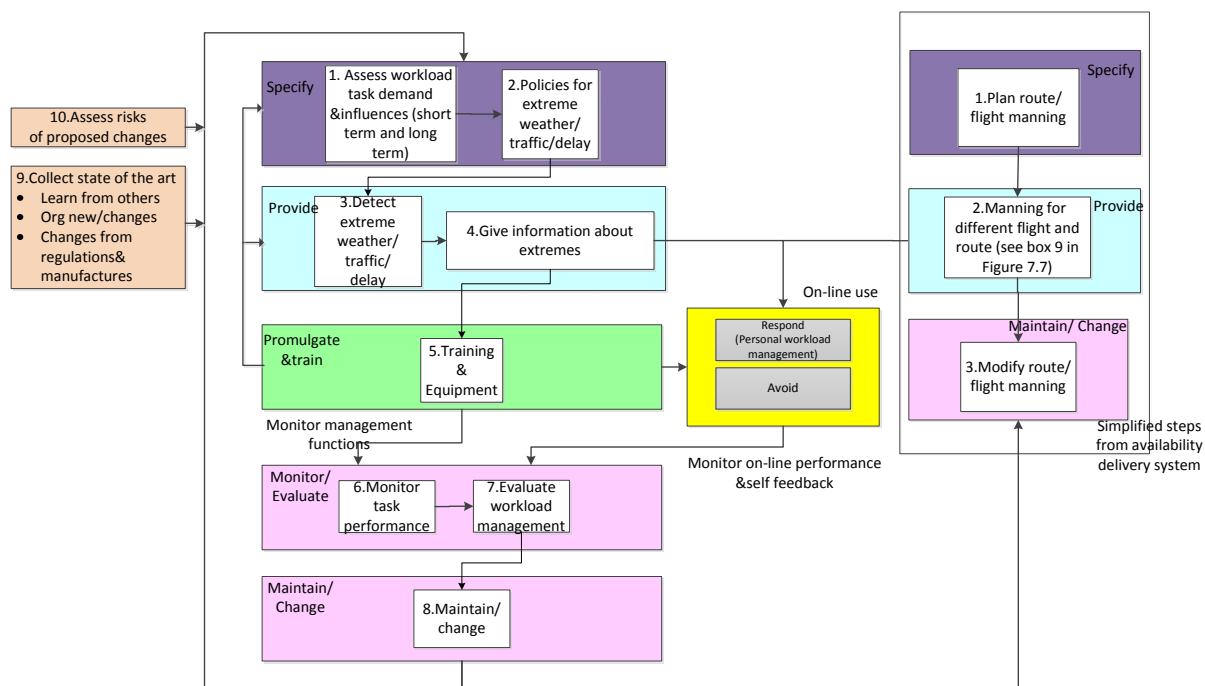 10.Assess risks
of proposed changes
9.Collect state of the art
• Learn from others
• Org new/changes
• Changes from
regulations&
manufactures
Specify
1. Assess workload
task demand
&influences (short
term and long
term)
2.Policies for
extreme
weather/
traffic/delay
Provide
3.Detect
extreme
weather/
traffic/
delay
4.Give information about
extremes
Promulgate
&train
5.Training
&
Equipment
On-line use
Respond
(Personal workload
management)
Avoid
Monitor management
functions
Monitor on-line performance
&self feedback
Monitor/
Evaluate
6.Monitor
task
performance
7.Evaluate
workload
management
Maintain/
Change
8.Maintain/
change
Specify
1.Plan route/
flight manning
Provide
2.Manning for
different flight and
route (see box 9 in
Figure 7.7)
Maintain/ Change
3.Modify route/
flight manning
Simplified steps
from availability
delivery system